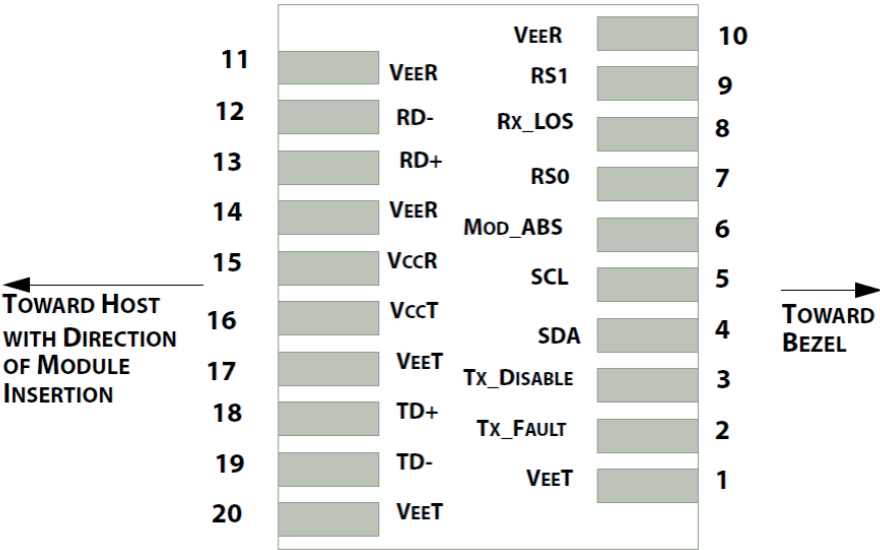 VEER 10
11 VEER
RS1 9
12 RD-
RX_LOS 8
13 RD+
RS0 7
14 VEER
MOD_ABS 6
15 VCCR
SCL 5
TOWARD HOST
WITH DIRECTION
OF MODULE
INSERTION
16 VCCT
SDA 4
TOWARD
BEZEL
17 VEET
TX_DISABLE 3
18 TD+
TX_FAULT 2
19 TD-
VEET 1
20 VEET